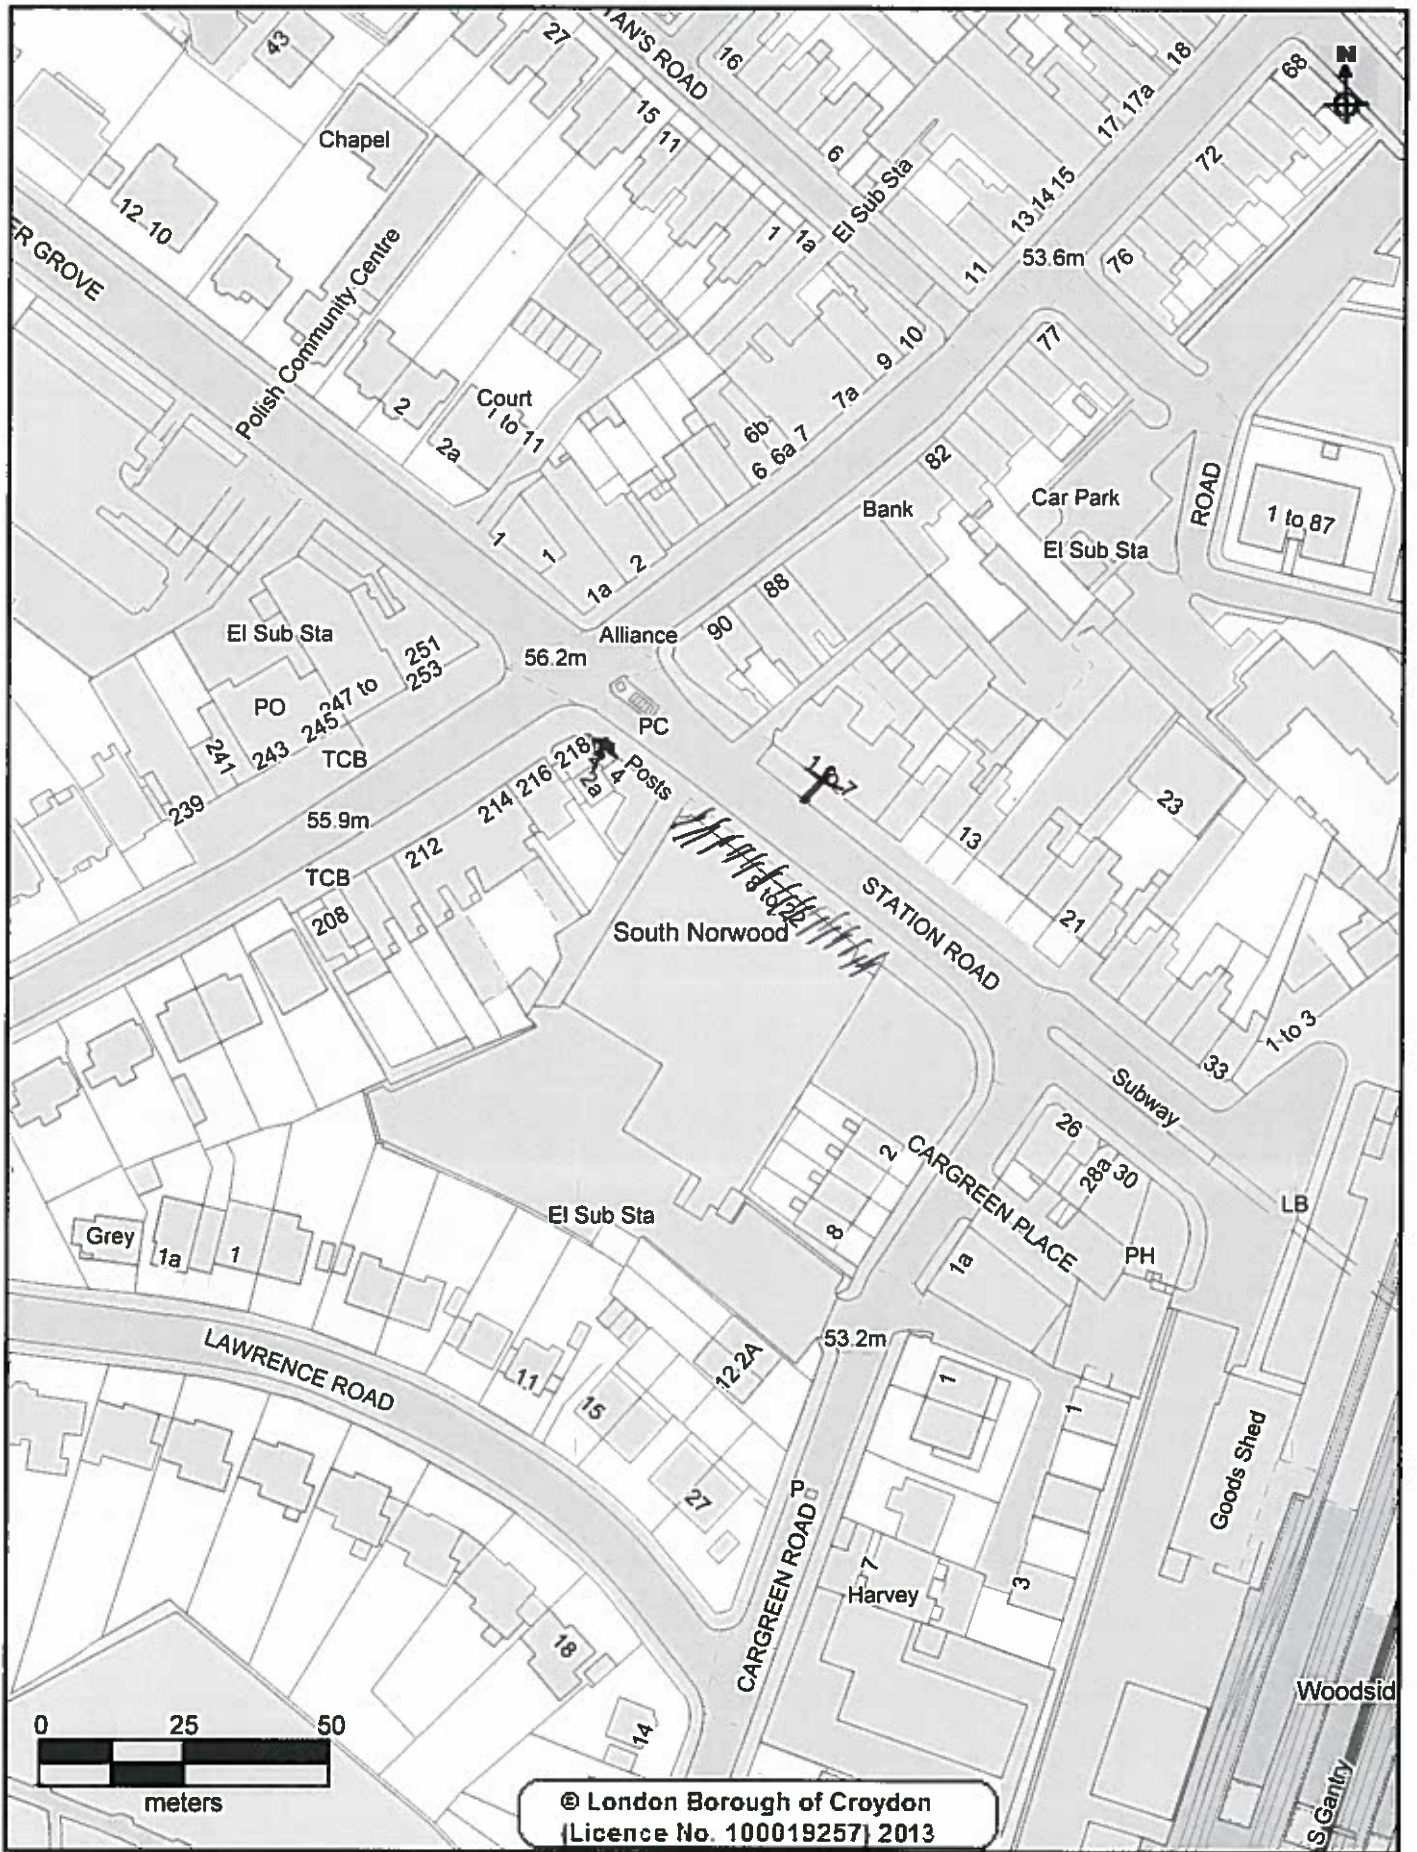 43
27
TAN'S ROAD
16
18
68
N
Chapel
15
11
17 17a
72
6
12 10
El Sub Sta
13 14 15
ER GROVE
1
1a
53.6m
76
11
Polish Community Centre
77
9 10
2
Court
1 to 11
7a
2a
6b
6 6a 7
82
Bank
Car Park
ROAD
1 to 87
1
1
2
El Sub Sta
1a
88
El Sub Sta
Alliance
90
251
253
56.2m
PO
247 to
245
243
241
PC
TCB
218
216
214
2a
4
Posts
239
55.9m
212
23
13
TCB
208
8 to 22
STATION ROAD
South Norwood
21
1 to 3
33
Subway
26
28a 30
2
CARGREEN PLACE
LB
El Sub Sta
8
PH
Grey
1a
1
1a
LAWRENCE ROAD
53.2m
12 2A
11
15
1
1
Goods Shed
27
P
CARGREEN ROAD
7
Harvey
3
18
Woodsid
14
S Gantry
0 25 50
meters
© London Borough of Croydon
(Licence No. 100019257) 2013